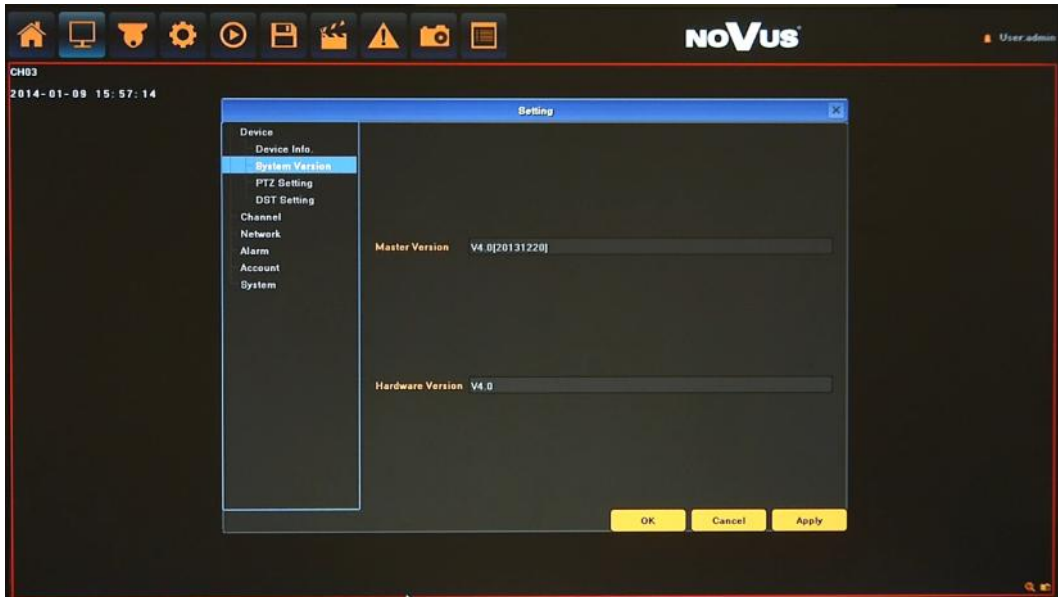 NOVUS
User:admin
CH03
2014-01-09 15:57:14
Setting
Device
Device Info.
System Version
PTZ Setting
DST Setting
Channel
Network
Alarm
Account
System
Master Version V4.0[20131220]
Hardware Version V4.0
OK Cancel Apply